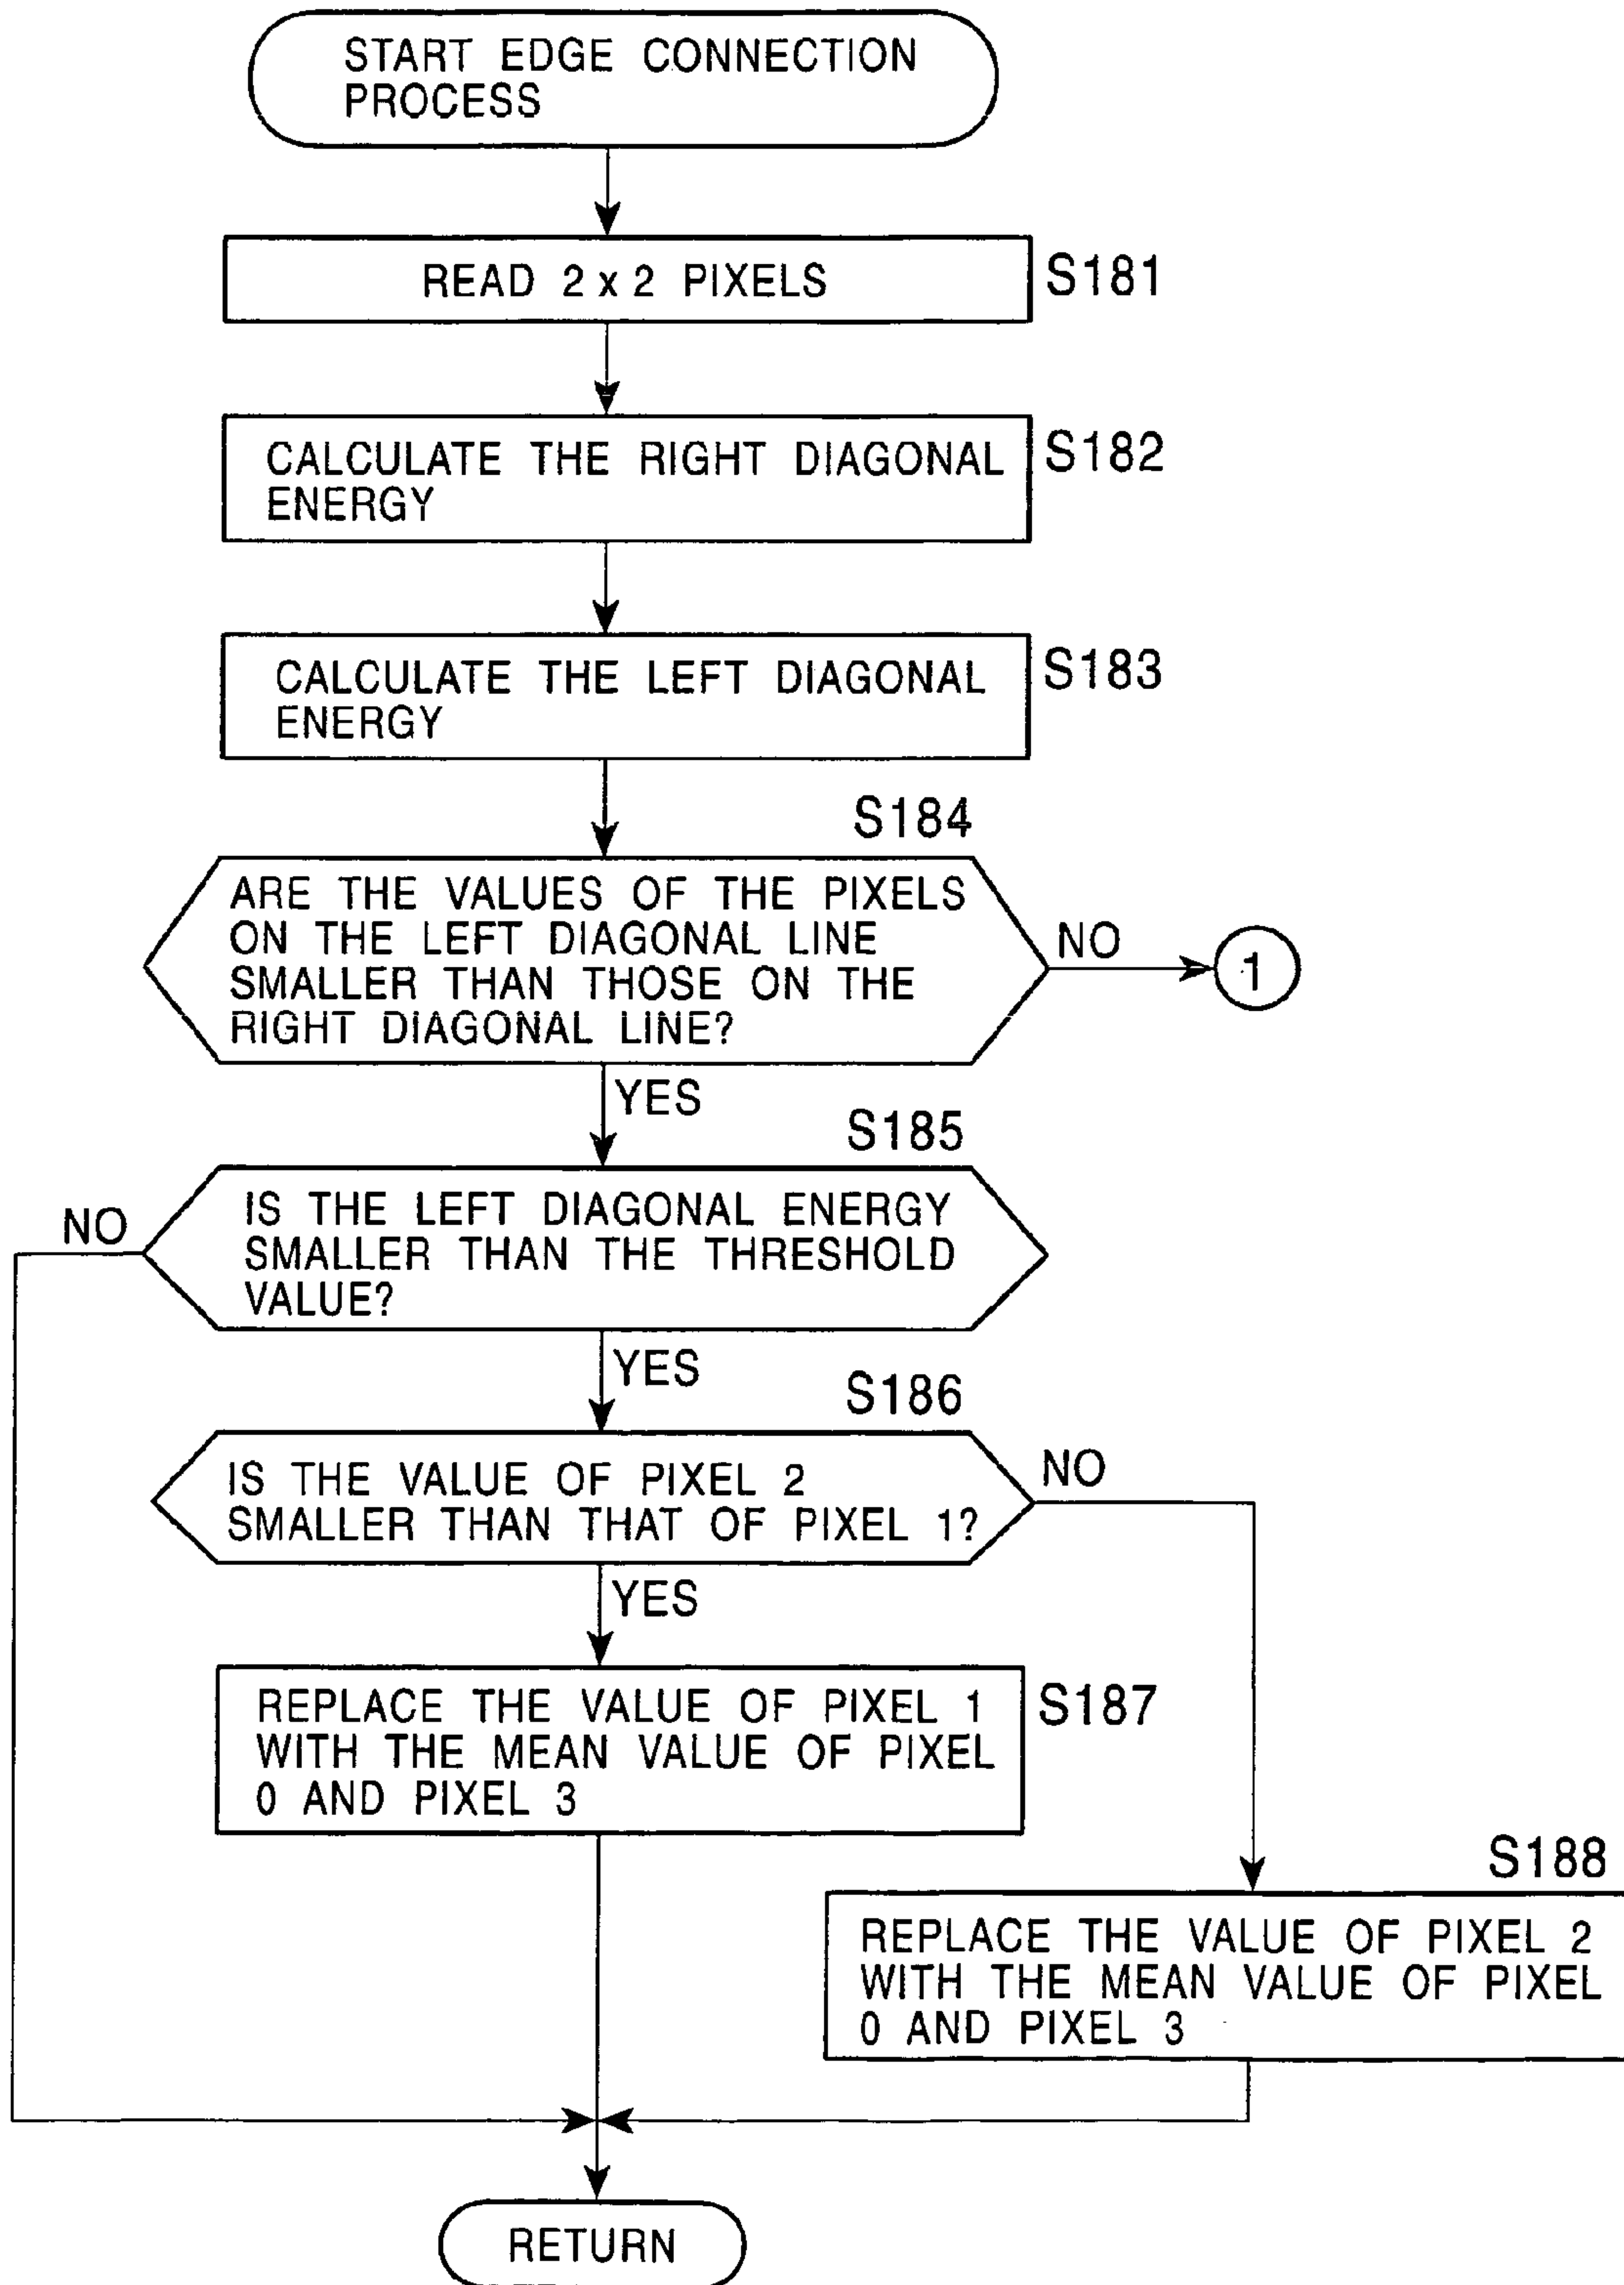 START EDGE CONNECTION
PROCESS
READ 2 x 2 PIXELS
S181
CALCULATE THE RIGHT DIAGONAL
ENERGY
S182
CALCULATE THE LEFT DIAGONAL
ENERGY
S183
S184
ARE THE VALUES OF THE PIXELS
ON THE LEFT DIAGONAL LINE
SMALLER THAN THOSE ON THE
RIGHT DIAGONAL LINE?
NO
1
YES
S185
NO
IS THE LEFT DIAGONAL ENERGY
SMALLER THAN THE THRESHOLD
VALUE?
YES
S186
IS THE VALUE OF PIXEL 2
SMALLER THAN THAT OF PIXEL 1?
NO
YES
REPLACE THE VALUE OF PIXEL 1
WITH THE MEAN VALUE OF PIXEL
0 AND PIXEL 3
S187
S188
REPLACE THE VALUE OF PIXEL 2
WITH THE MEAN VALUE OF PIXEL
0 AND PIXEL 3
RETURN